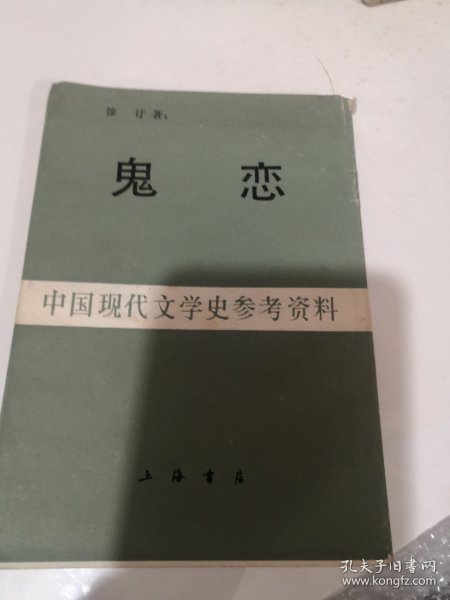 徐 訏 著：
鬼 恋
中国现代文学史参考资料
上海书店
孔夫子旧书网
www.kongfz.com